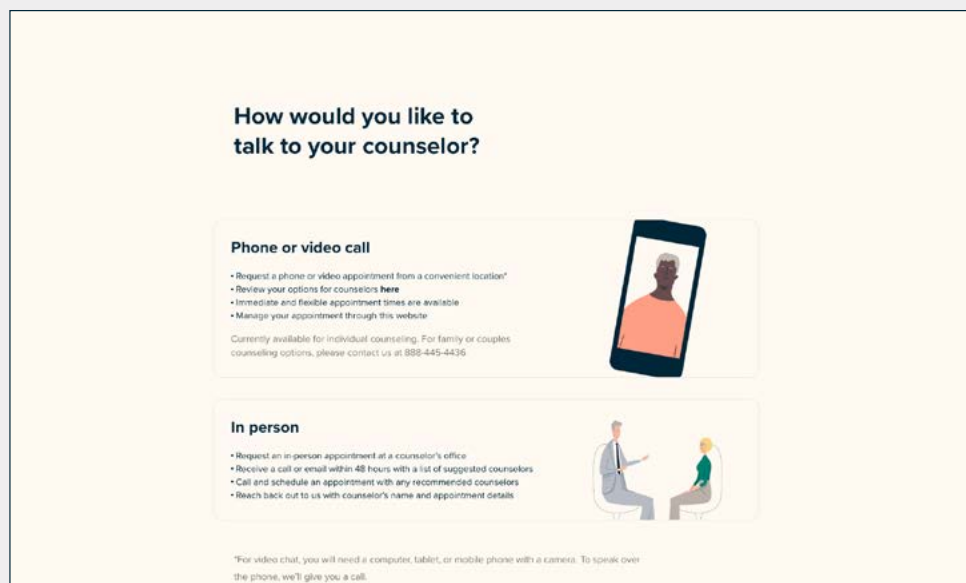 How would you like to
talk to your counselor?
Phone or video call
• Request a phone or video appointment from a convenient location*
• Review your options for counselors here
• Immediate and flexible appointment times are available
• Manage your appointment through this website
Currently available for individual counseling. For family or couples
counseling options, please contact us at 888-445-4436
In person
• Request an in-person appointment at a counselor's office
• Receive a call or email within 48 hours with a list of suggested counselors
• Call and schedule an appointment with any recommended counselors
• Reach back out to us with counselor's name and appointment details
*For video chat, you will need a computer, tablet, or mobile phone with a camera. To speak over
the phone, we'll give you a call.